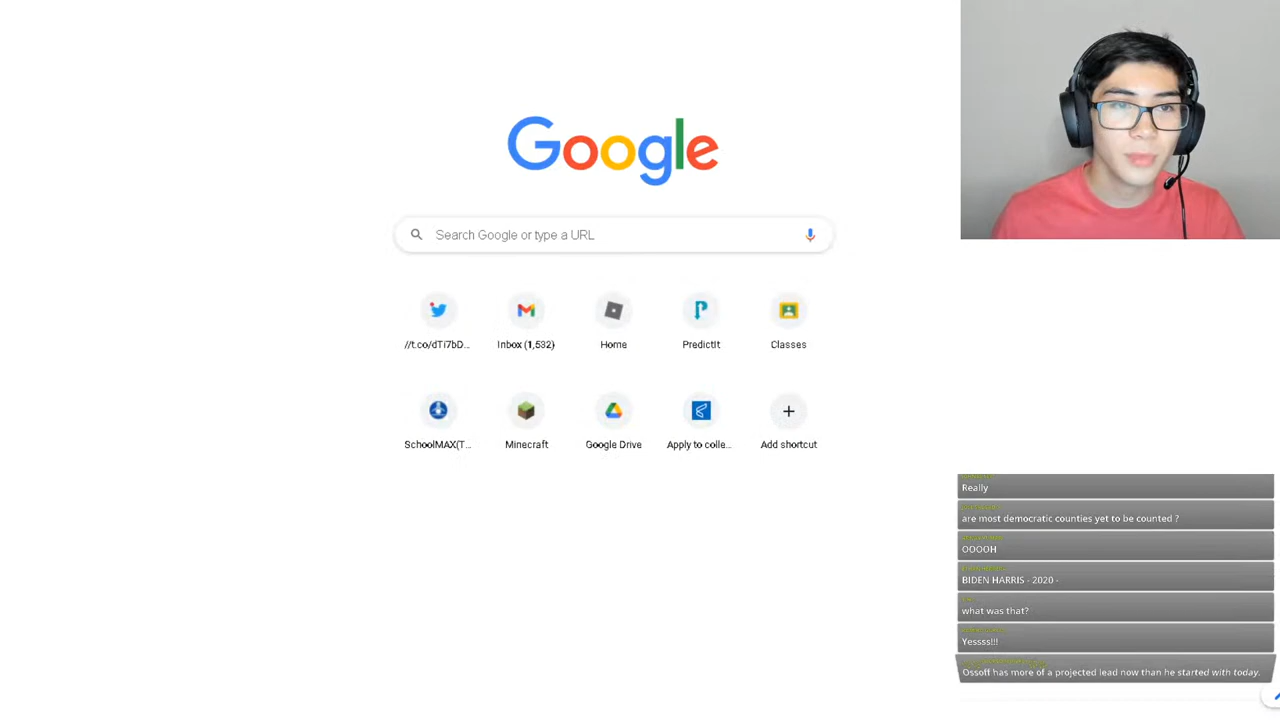 Google
Search Google or type a URL
//t.co/dTi7bD...
Inbox (1,532)
Home
PredictIt
Classes
SchoolMAX(T...
Minecraft
Google Drive
Apply to colle...
Add shortcut
Really
are most democratic counties yet to be counted ?
OOOOH
BIDEN HARRIS - 2020 -
what was that?
Yessss!!!
Ossoff has more of a projected lead now than he started with today.